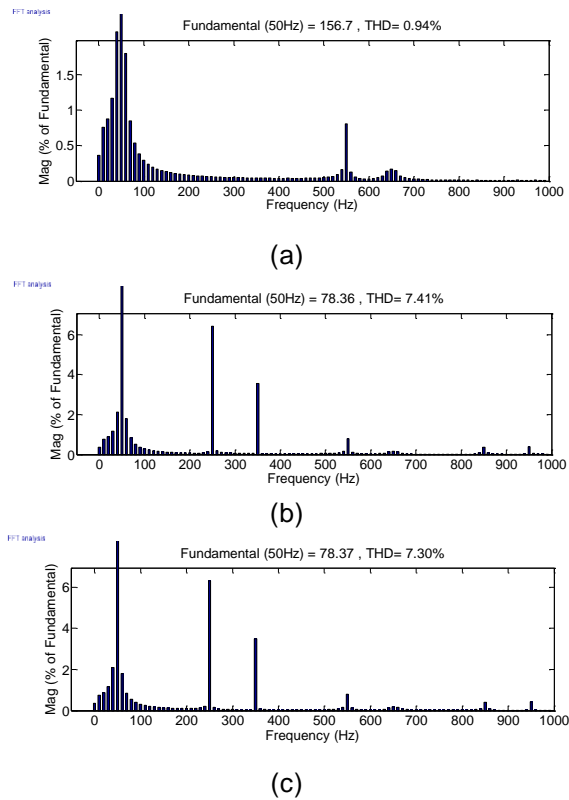 FFT analysis
Fundamental (50Hz) = 156.7 , THD= 0.94%
Mag (% of Fundamental)
1.5
1
0.5
0
0 100 200 300 400 500 600 700 800 900 1000
Frequency (Hz)
(a)
FFT analysis
Fundamental (50Hz) = 78.36 , THD= 7.41%
Mag (% of Fundamental)
6
4
2
0
0 100 200 300 400 500 600 700 800 900 1000
Frequency (Hz)
(b)
FFT analysis
Fundamental (50Hz) = 78.37 , THD= 7.30%
Mag (% of Fundamental)
6
4
2
0
0 100 200 300 400 500 600 700 800 900 1000
Frequency (Hz)
(c)